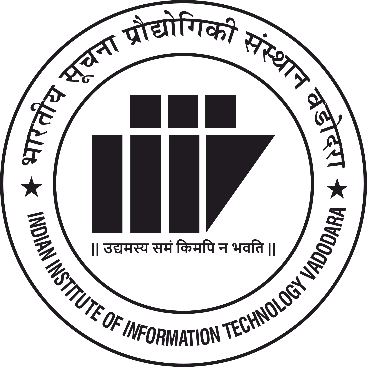 भारतीय सूचना प्रौद्योगिकी संस्थान वडोदरा
|| उद्यमस्य समं किमपि न भवति ||
★ INDIAN INSTITUTE OF INFORMATION TECHNOLOGY VADODARA ★